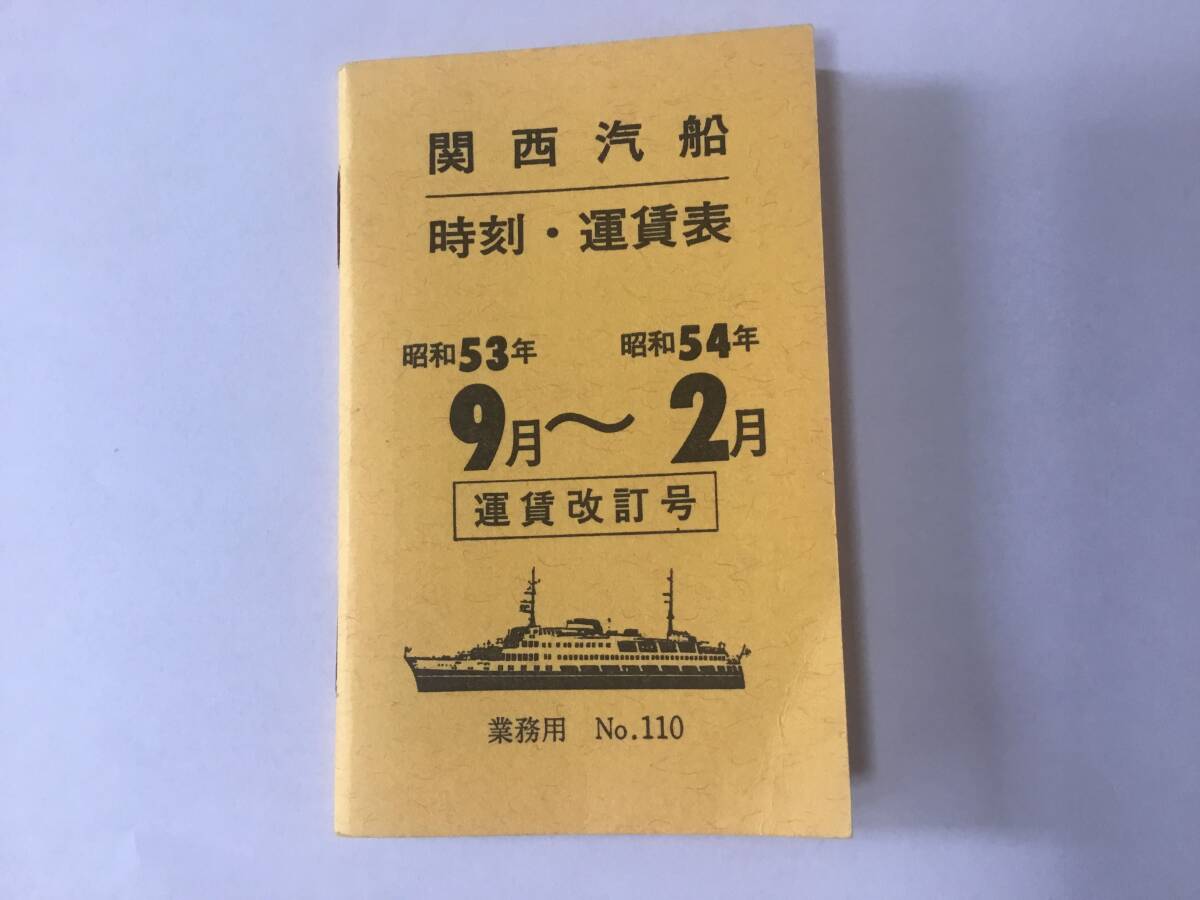 関西汽船
時刻・運賃表
昭和53年 昭和54年
9月〜2月
運賃改訂号
業務用 No.110